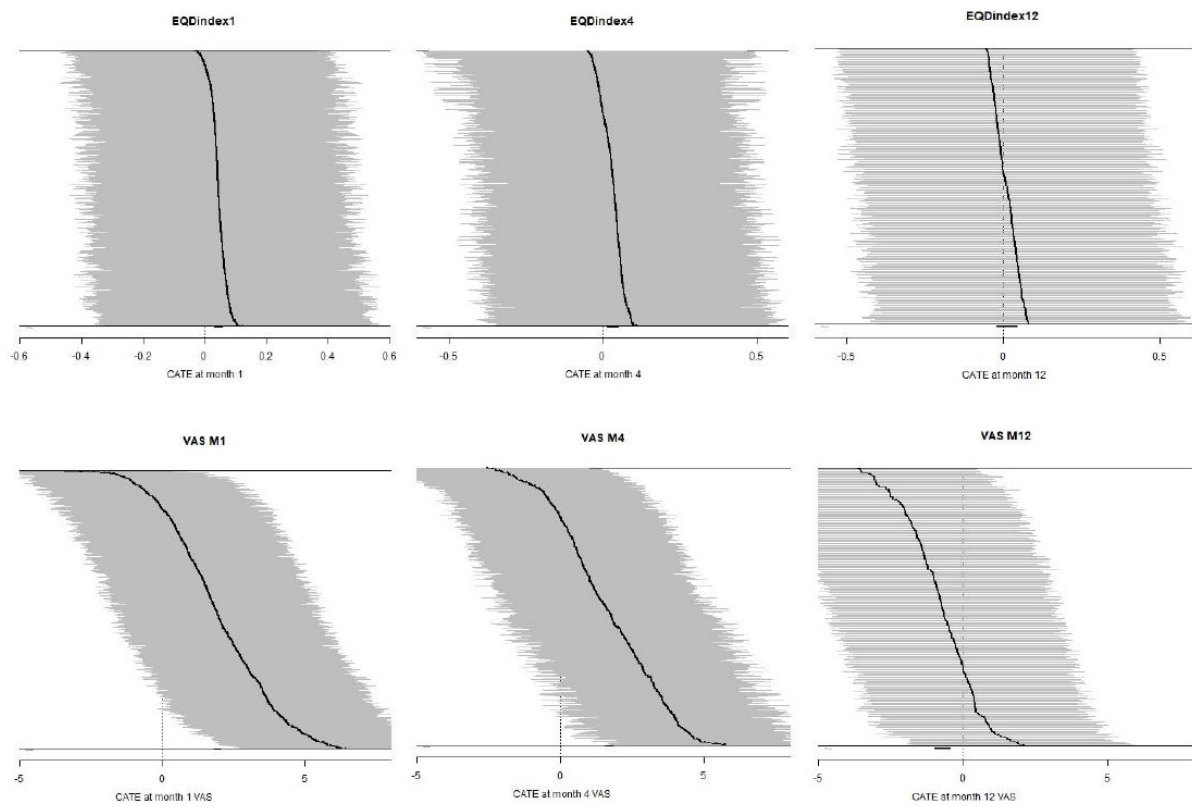 EQDindex1
EQDindex4
EQDindex12
-0.6 -0.4 -0.2 0 0.2 0.4 0.6
-0.5 0 0.5
-0.5 0 0.5
CATE at month 1
CATE at month 4
CATE at month 12
VAS M1
VAS M4
VAS M12
-5 0 5
-5 0 5
-5 0 5
CATE at month 1 VAS
CATE at month 4 VAS
CATE at month 12 VAS